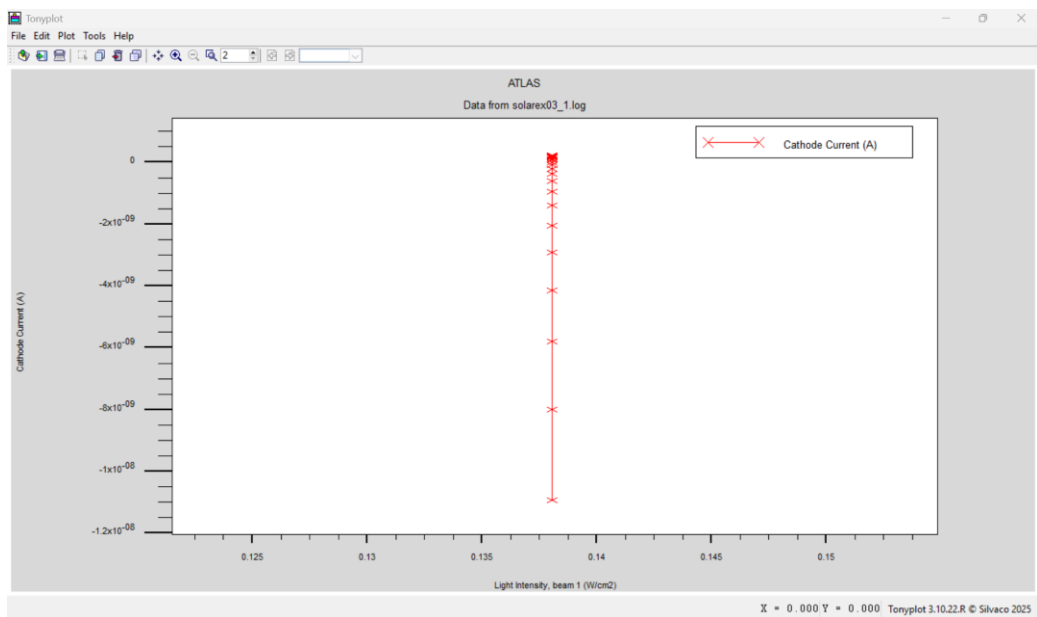 Tonyplot
File Edit Plot Tools Help
2
ATLAS
Data from solarex03_1.log
Cathode Current (A)
0
-2x10⁻⁰⁹
-4x10⁻⁰⁹
-6x10⁻⁰⁹
-8x10⁻⁰⁹
-1x10⁻⁰⁸
-1.2x10⁻⁰⁸
Cathode Current (A)
0.125 0.13 0.135 0.14 0.145 0.15
Light Intensity, beam 1 (W/cm2)
X = 0.000 Y = 0.000 Tonyplot 3.10.22.R © Silvaco 2025